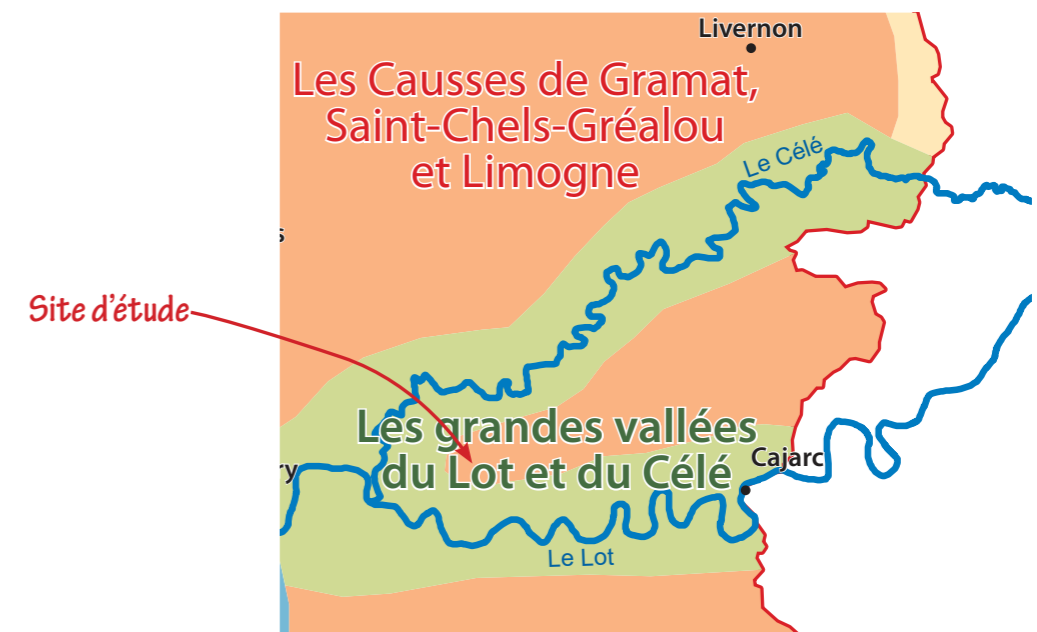 Livernon
Les Causses de Gramat,
Saint-Chels-Gréalou
et Limogne
Le Célé
s
Site d'étude
Les grandes vallées
du Lot et du Célé
Cajarc
ry
Le Lot